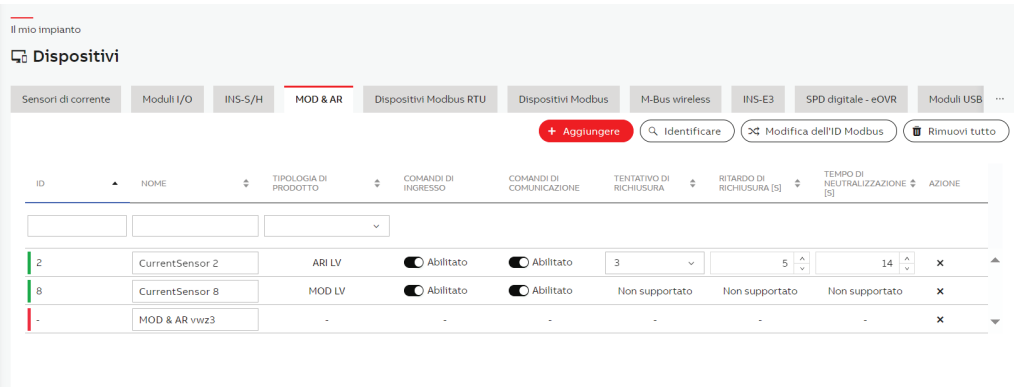 Il mio impianto
Dispositivi
Sensori di corrente Moduli I/O INS-S/H MOD & AR Dispositivi Modbus RTU Dispositivi Modbus M-Bus wireless INS-E3 SPD digitale - eOVR Moduli USB ...
+ Aggiungere Identificare Modifica dell'ID Modbus Rimuovi tutto
ID NOME TIPOLOGIA DI PRODOTTO COMANDI DI INGRESSO COMANDI DI COMUNICAZIONE TENTATIVO DI RICHIUSURA RITARDO DI RICHIUSURA [S] TEMPO DI NEUTRALIZZAZIONE [S] AZIONE
2 CurrentSensor 2 ARI LV Abilitato Abilitato 3 5 14 ×
8 CurrentSensor 8 MOD LV Abilitato Abilitato Non supportato Non supportato Non supportato ×
- MOD & AR vwz3 - - - - - - ×